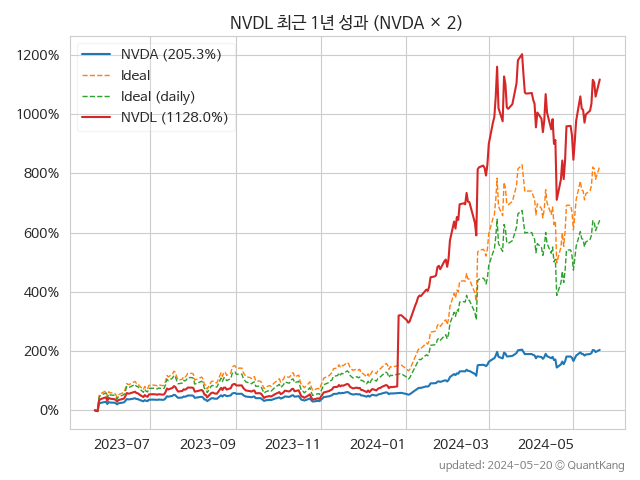 NVDL 최근 1년 성과 (NVDA × 2)
1200%
1000%
800%
600%
400%
200%
0%
NVDA (205.3%)
Ideal
Ideal (daily)
NVDL (1128.0%)
2023-07
2023-09
2023-11
2024-01
2024-03
2024-05
updated: 2024-05-20 © QuantKang